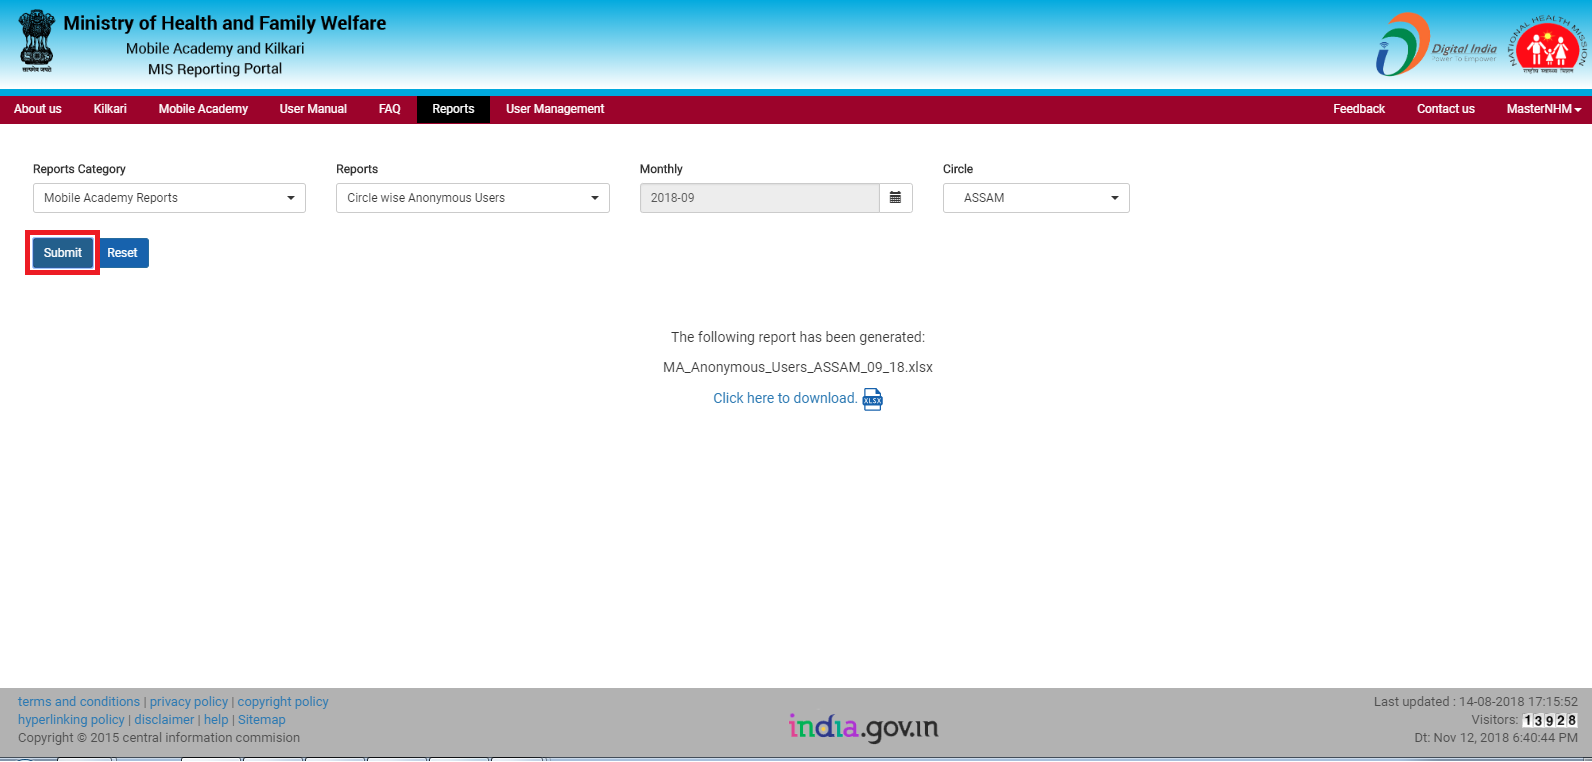 Ministry of Health and Family Welfare
Mobile Academy and Kilkari
MIS Reporting Portal
सत्यमेव जयते
Digital India
Power To Empower
NATIONAL HEALTH MISSION
राष्ट्रीय स्वास्थ्य मिशन
About us Kilkari Mobile Academy User Manual FAQ Reports User Management Feedback Contact us MasterNHM
Reports Category Reports Monthly Circle
Mobile Academy Reports Circle wise Anonymous Users 2018-09 ASSAM
Submit Reset
The following report has been generated:
MA_Anonymous_Users_ASSAM_09_18.xlsx
Click here to download. XLSX
terms and conditions | privacy policy | copyright policy
hyperlinking policy | disclaimer | help | Sitemap
Copyright © 2015 central information commision
india.gov.in
Last updated : 14-08-2018 17:15:52
Visitors: 13928
Dt: Nov 12, 2018 6:40:44 PM